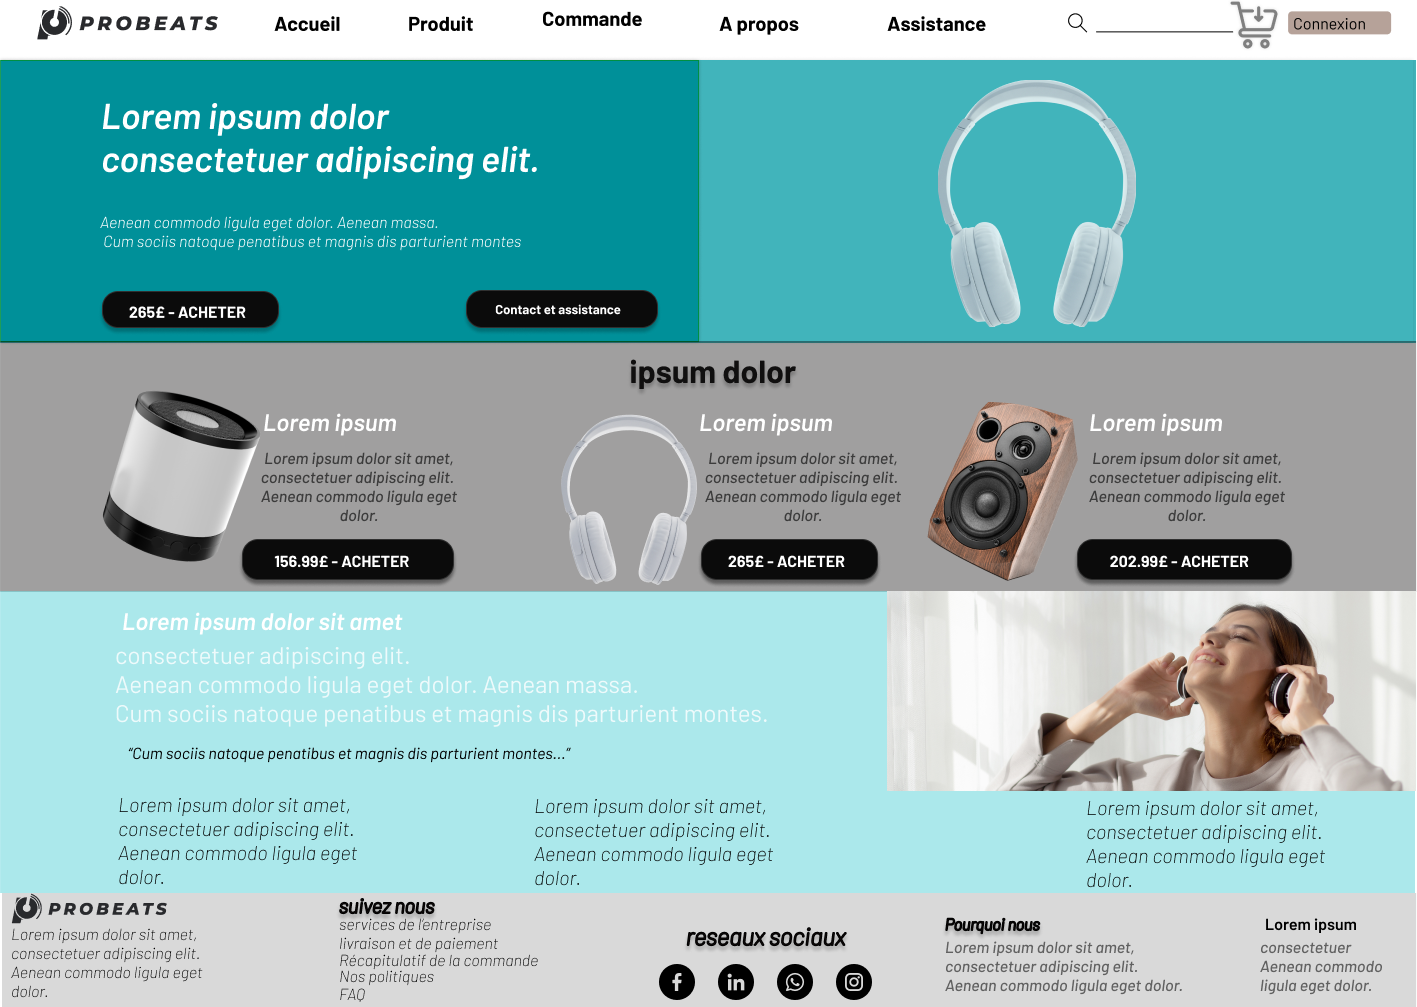 PROBEATS
Accueil
Produit
Commande
A propos
Assistance
Connexion
Lorem ipsum dolor
consectetuer adipiscing elit.
Aenean commodo ligula eget dolor. Aenean massa.
Cum sociis natoque penatibus et magnis dis parturient montes
265£ - ACHETER
Contact et assistance
ipsum dolor
Lorem ipsum
Lorem ipsum dolor sit amet,
consectetuer adipiscing elit.
Aenean commodo ligula eget
dolor.
156.99£ - ACHETER
Lorem ipsum
Lorem ipsum dolor sit amet,
consectetuer adipiscing elit.
Aenean commodo ligula eget
dolor.
265£ - ACHETER
Lorem ipsum
Lorem ipsum dolor sit amet,
consectetuer adipiscing elit.
Aenean commodo ligula eget
dolor.
202.99£ - ACHETER
Lorem ipsum dolor sit amet
consectetuer adipiscing elit.
Aenean commodo ligula eget dolor. Aenean massa.
Cum sociis natoque penatibus et magnis dis parturient montes.
“Cum sociis natoque penatibus et magnis dis parturient montes...”
Lorem ipsum dolor sit amet,
consectetuer adipiscing elit.
Aenean commodo ligula eget
dolor.
Lorem ipsum dolor sit amet,
consectetuer adipiscing elit.
Aenean commodo ligula eget
dolor.
Lorem ipsum dolor sit amet,
consectetuer adipiscing elit.
Aenean commodo ligula eget
dolor.
PROBEATS
Lorem ipsum dolor sit amet,
consectetuer adipiscing elit.
Aenean commodo ligula eget
dolor.
suivez nous
services de l'entreprise
livraison et de paiement
Récapitulatif de la commande
Nos politiques
FAQ
reseaux sociaux
Pourquoi nous
Lorem ipsum dolor sit amet,
consectetuer adipiscing elit.
Aenean commodo ligula eget dolor.
Lorem ipsum
consectetuer
Aenean commodo
ligula eget dolor.